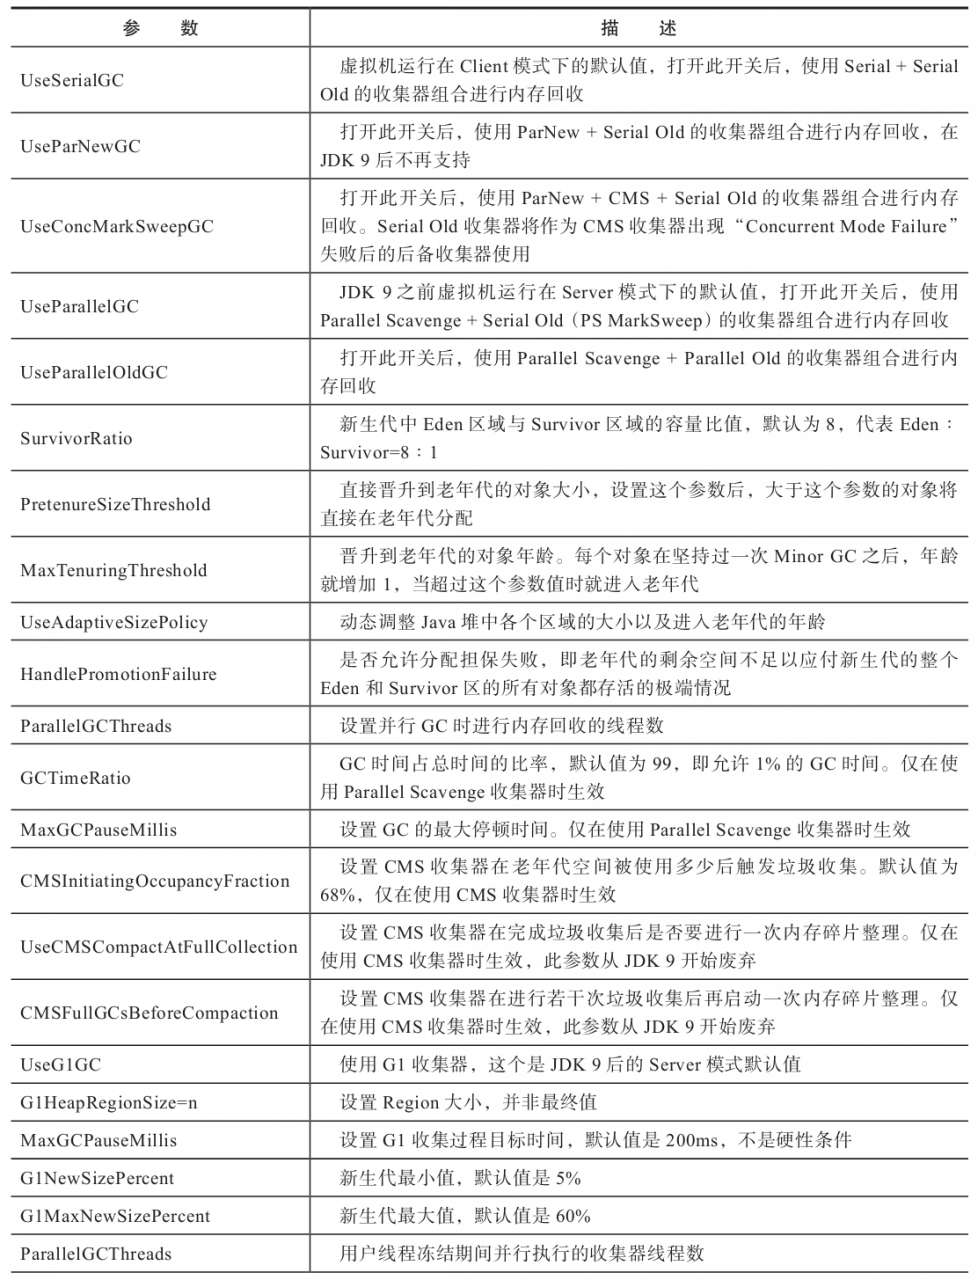 参 数 描 述
UseSerialGC
虚拟机运行在 Client 模式下的默认值，打开此开关后，使用 Serial + Serial
Old 的收集器组合进行内存回收
UseParNewGC
打开此开关后，使用 ParNew + Serial Old 的收集器组合进行内存回收，在
JDK 9 后不再支持
UseConcMarkSweepGC
打开此开关后，使用 ParNew + CMS + Serial Old 的收集器组合进行内存
回收。Serial Old 收集器将作为 CMS 收集器出现“Concurrent Mode Failure”
失败后的后备收集器使用
UseParallelGC
JDK 9 之前虚拟机运行在 Server 模式下的默认值，打开此开关后，使用
Parallel Scavenge + Serial Old（PS MarkSweep）的收集器组合进行内存回收
UseParallelOldGC
打开此开关后，使用 Parallel Scavenge + Parallel Old 的收集器组合进行内
存回收
SurvivorRatio
新生代中 Eden 区域与 Survivor 区域的容量比值，默认为 8，代表 Eden：
Survivor=8：1
PretenureSizeThreshold
直接晋升到老年代的对象大小，设置这个参数后，大于这个参数的对象将
直接在老年代分配
MaxTenuringThreshold
晋升到老年代的对象年龄。每个对象在坚持过一次 Minor GC 之后，年龄
就增加 1，当超过这个参数值时就进入老年代
UseAdaptiveSizePolicy
动态调整 Java 堆中各个区域的大小以及进入老年代的年龄
HandlePromotionFailure
是否允许分配担保失败，即老年代的剩余空间不足以应付新生代的整个
Eden 和 Survivor 区的所有对象都存活的极端情况
ParallelGCThreads
设置并行 GC 时进行内存回收的线程数
GCTimeRatio
GC 时间占总时间的比率，默认值为 99，即允许 1% 的 GC 时间。仅在使
用 Parallel Scavenge 收集器时生效
MaxGCPauseMillis
设置 GC 的最大停顿时间。仅在使用 Parallel Scavenge 收集器时生效
CMSInitiatingOccupancyFraction
设置 CMS 收集器在老年代空间被使用多少后触发垃圾收集。默认值为
68%，仅在使用 CMS 收集器时生效
UseCMSCompactAtFullCollection
设置 CMS 收集器在完成垃圾收集后是否要进行一次内存碎片整理。仅在
使用 CMS 收集器时生效，此参数从 JDK 9 开始废弃
CMSFullGCsBeforeCompaction
设置 CMS 收集器在进行若干次垃圾收集后再启动一次内存碎片整理。仅
在使用 CMS 收集器时生效，此参数从 JDK 9 开始废弃
UseG1GC
使用 G1 收集器，这个是 JDK 9 后的 Server 模式默认值
G1HeapRegionSize=n
设置 Region 大小，并非最终值
MaxGCPauseMillis
设置 G1 收集过程目标时间，默认值是 200ms，不是硬性条件
G1NewSizePercent
新生代最小值，默认值是 5%
G1MaxNewSizePercent
新生代最大值，默认值是 60%
ParallelGCThreads
用户线程冻结期间并行执行的收集器线程数